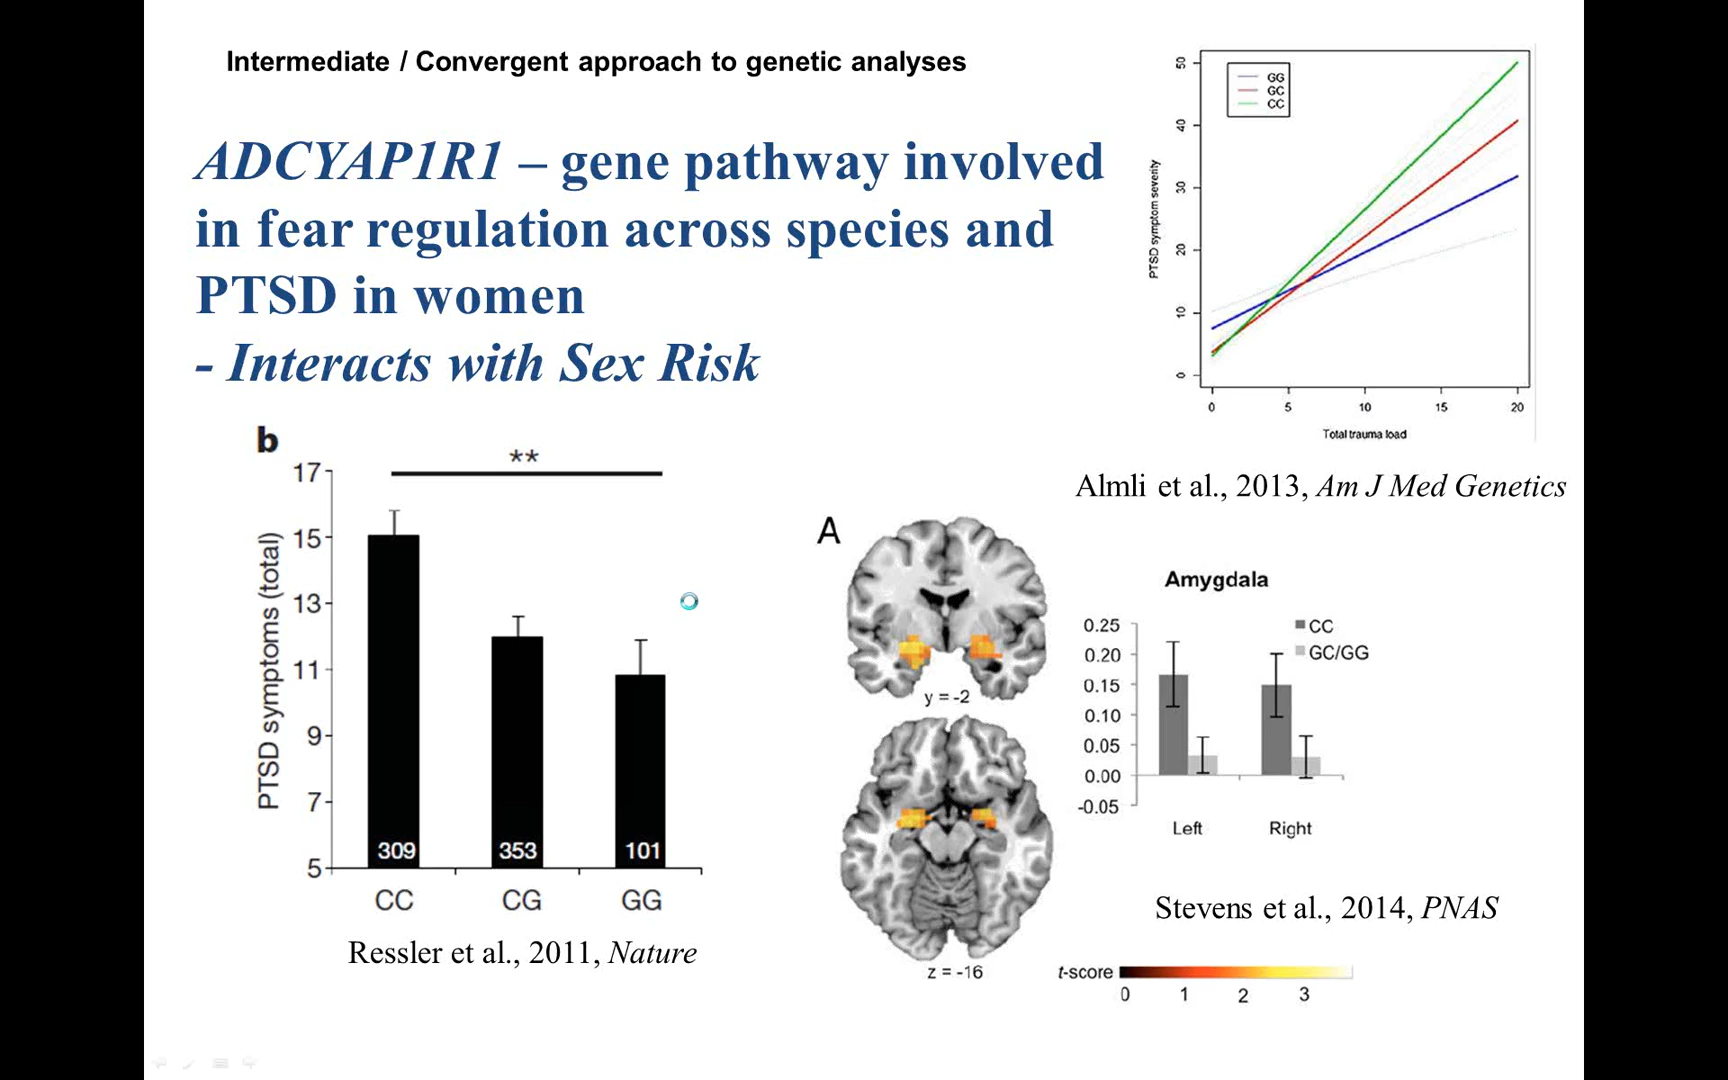 Intermediate / Convergent approach to genetic analyses
ADCYAP1R1 – gene pathway involved
in fear regulation across species and
PTSD in women
- Interacts with Sex Risk
GG
GC
CC
PTSD symptom severity
50
40
30
20
10
0
0 5 10 15 20
Total trauma load
Almli et al., 2013, Am J Med Genetics
b
**
PTSD symptoms (total)
17
15
13
11
9
7
5
309 353 101
CC CG GG
Ressler et al., 2011, Nature
A
y = -2
z = -16
Amygdala
CC
GC/GG
0.25
0.20
0.15
0.10
0.05
0.00
-0.05
Left Right
Stevens et al., 2014, PNAS
t-score
0 1 2 3